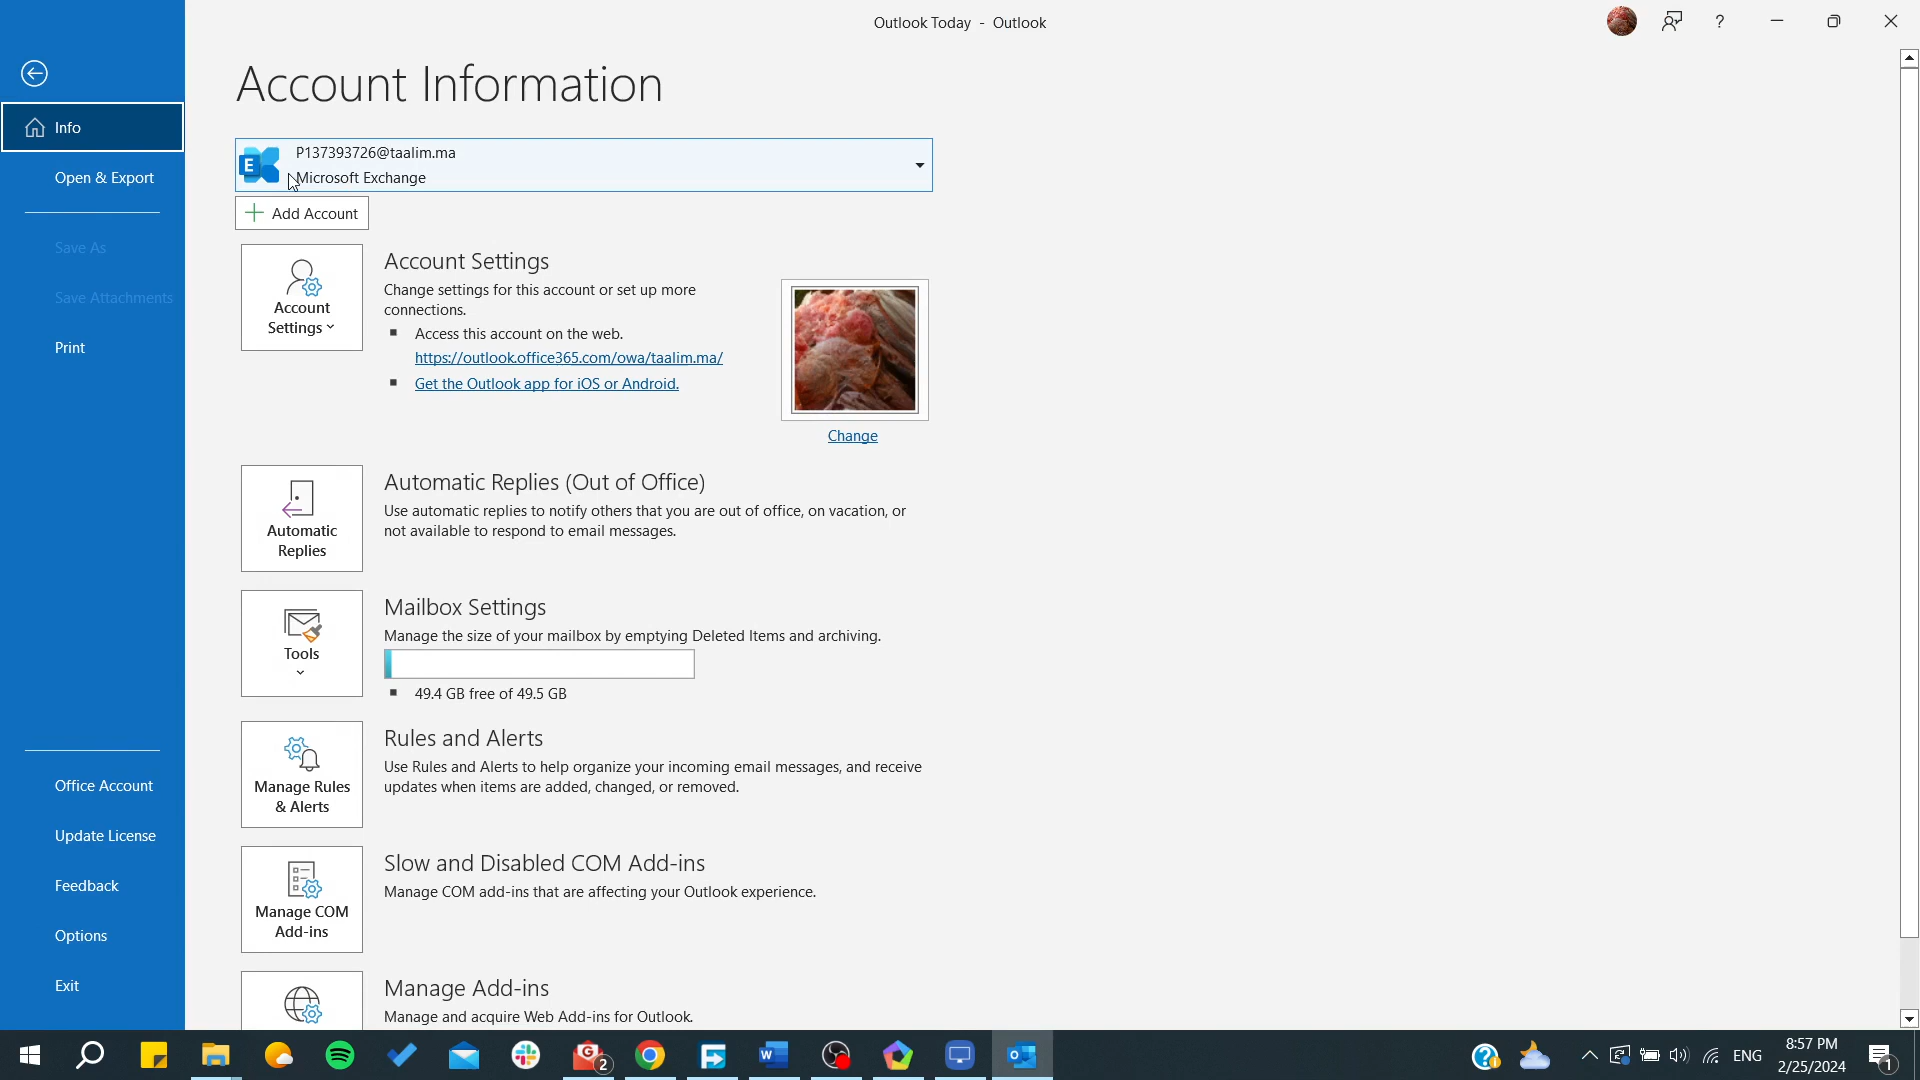 Outlook Today - Outlook
?
Account Information
Info
Open & Export
Save As
Save Attachments
Print
Office Account
Update License
Feedback
Options
Exit
E
P137393726@taalim.ma
Microsoft Exchange
Add Account
Account
Settings
Account Settings
Change settings for this account or set up more
connections.
Access this account on the web.
https://outlook.office365.com/owa/taalim.ma/
Get the Outlook app for iOS or Android.
Change
Automatic
Replies
Automatic Replies (Out of Office)
Use automatic replies to notify others that you are out of office, on vacation, or
not available to respond to email messages.
Tools
Mailbox Settings
Manage the size of your mailbox by emptying Deleted Items and archiving.
49.4 GB free of 49.5 GB
Manage Rules
& Alerts
Rules and Alerts
Use Rules and Alerts to help organize your incoming email messages, and receive
updates when items are added, changed, or removed.
Manage COM
Add-ins
Slow and Disabled COM Add-ins
Manage COM add-ins that are affecting your Outlook experience.
Manage Add-ins
Manage and acquire Web Add-ins for Outlook.
2
ENG
8:57 PM
2/25/2024
1